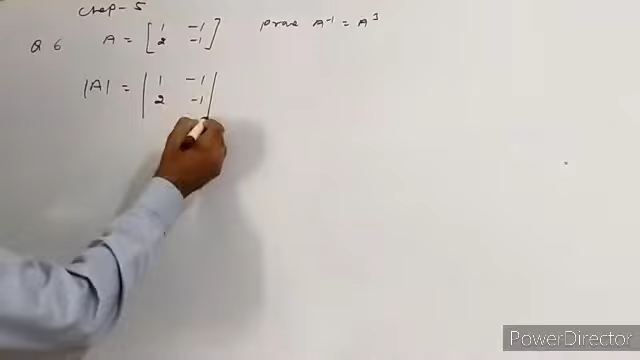 Chap - 5
Q 6 A = [ 1 -1 prove A⁻¹ = A³
2 -1 ]
|A| = | 1 -1 |
2 -1
PowerDirector